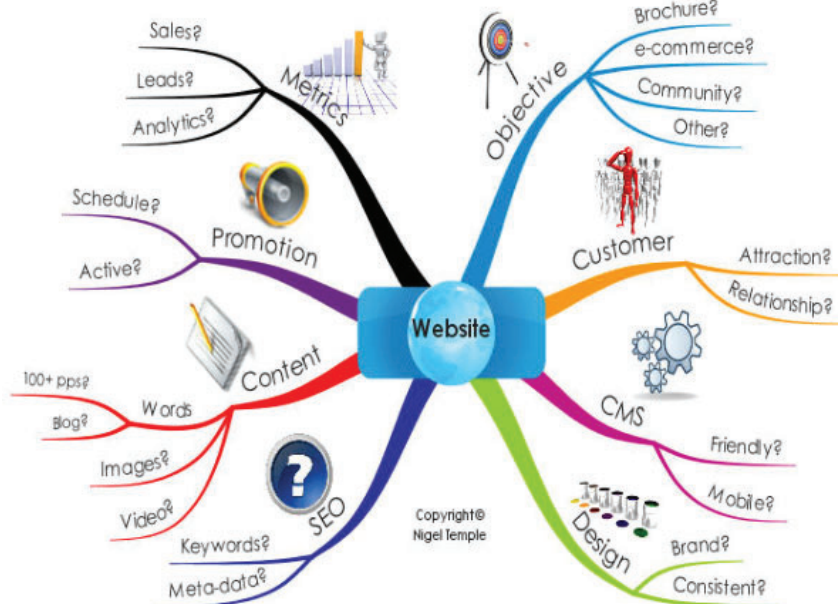 Website
Objective
Brochure?
e-commerce?
Community?
Other?
Customer
Attraction?
Relationship?
CMS
Friendly?
Mobile?
Design
Brand?
Consistent?
SEO
Keywords?
Meta-data?
Content
Words
100+ pps?
Blog?
Images?
Video?
Promotion
Schedule?
Active?
Metrics
Sales?
Leads?
Analytics?
?
Copyright©
Nigel Temple